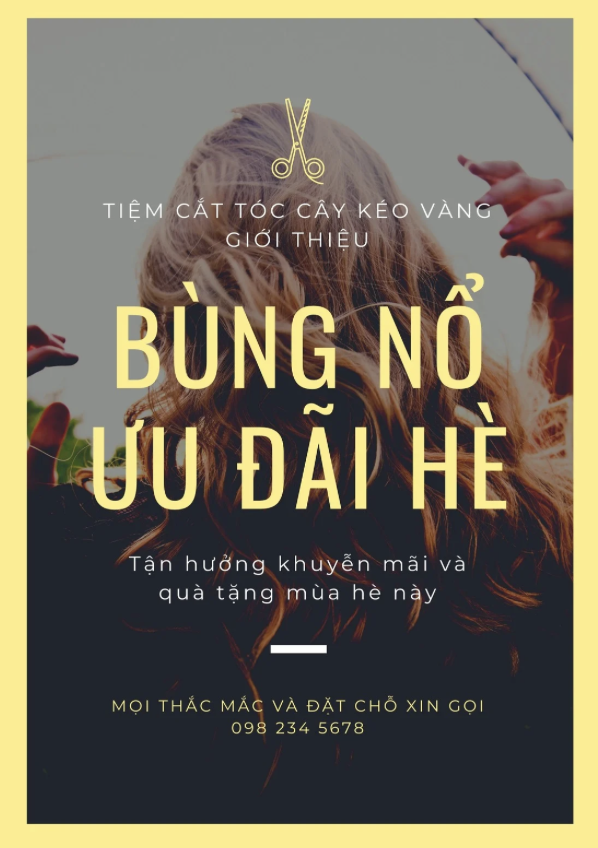 TIỆM CẮT TÓC CÂY KÉO VÀNG
GIỚI THIỆU
BÙNG NỔ
ƯU ĐÃI HÈ
Tận hưởng khuyễn mãi và
quà tặng mùa hè này
MỌI THẮC MẮC VÀ ĐẶT CHỖ XIN GỌI
098 234 5678